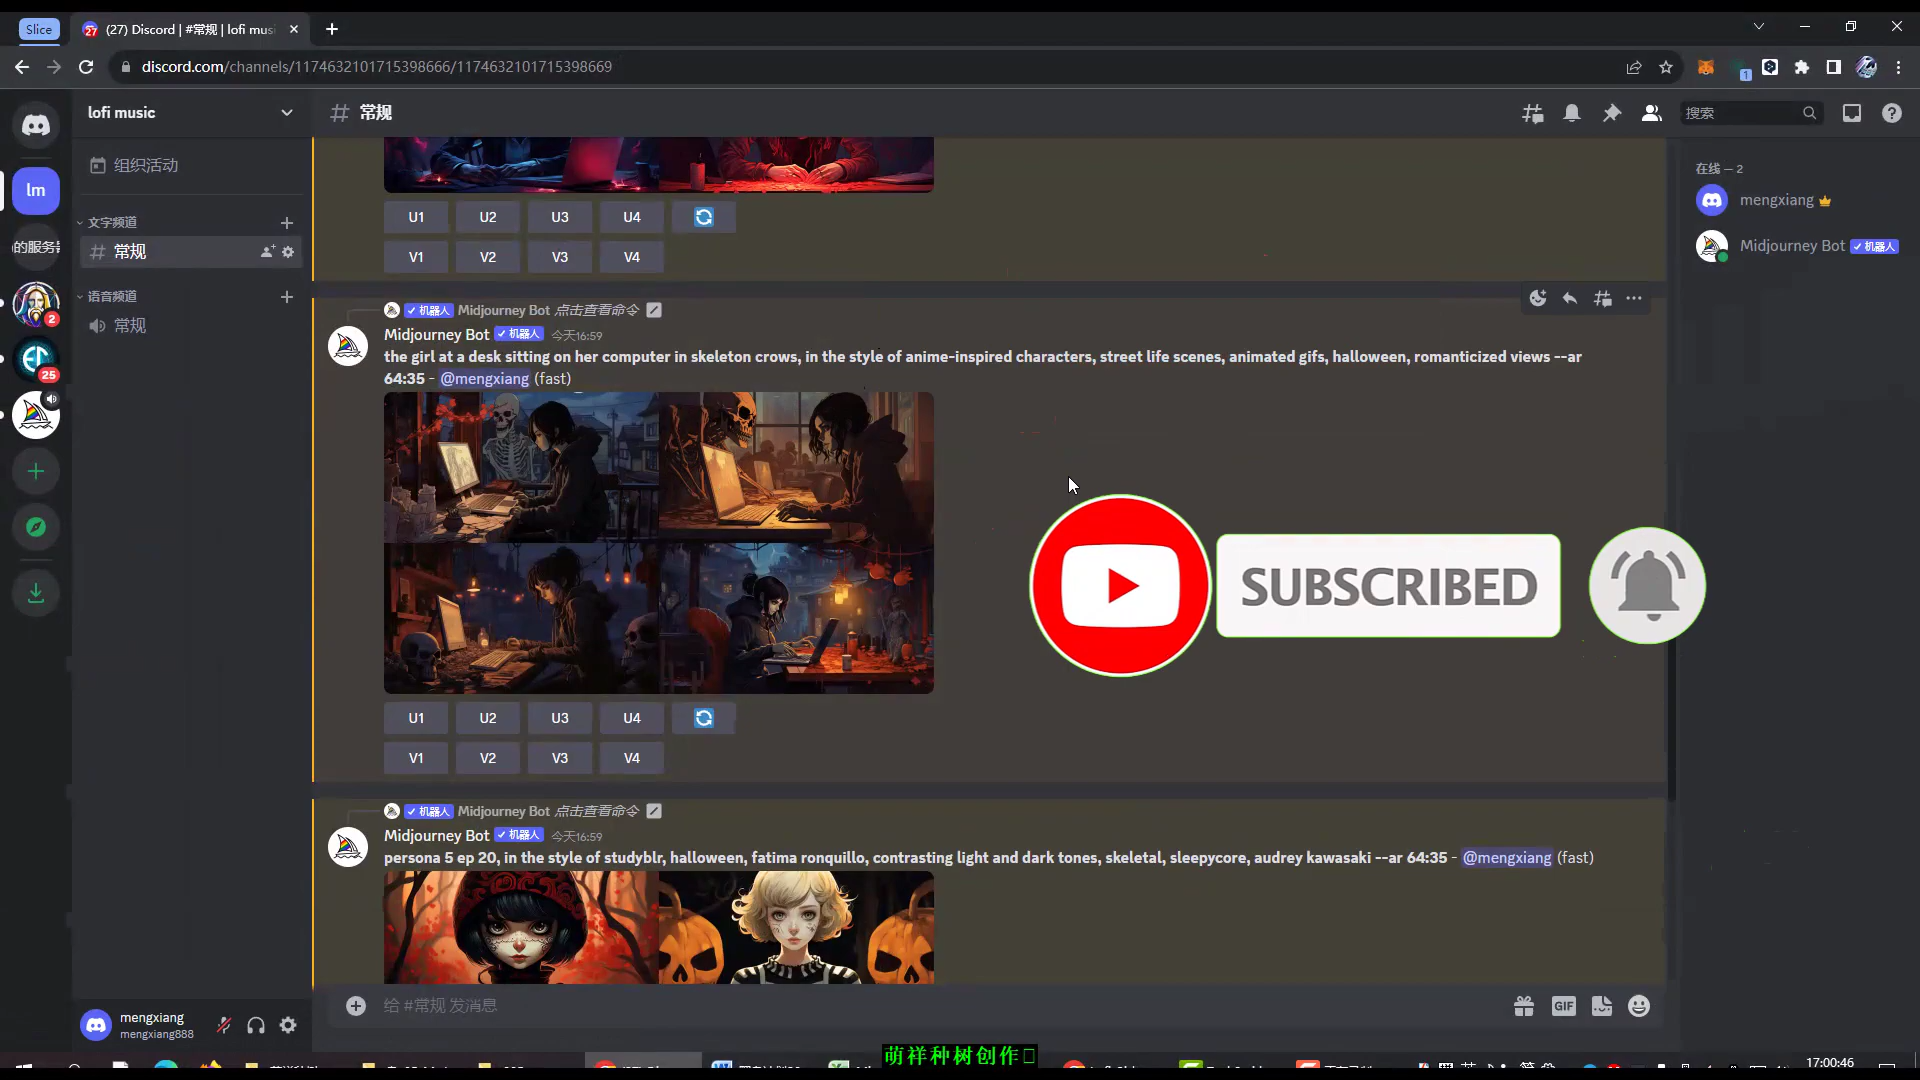 Slice
(27) Discord | #常规 | lofi musi
discord.com/channels/1174632101715398666/1174632101715398669
1
lofi music
常规
搜索
组织活动
文字频道
常规
语音频道
常规
lm
的服务器
2
25
U1 U2 U3 U4
V1 V2 V3 V4
机器人 Midjourney Bot 点击查看命令
Midjourney Bot 机器人 今天16:59
the girl at a desk sitting on her computer in skeleton crows, in the style of anime-inspired characters, street life scenes, animated gifs, halloween, romanticized views --ar
64:35 - @mengxiang (fast)
SUBSCRIBED
U1 U2 U3 U4
V1 V2 V3 V4
机器人 Midjourney Bot 点击查看命令
Midjourney Bot 机器人 今天16:59
persona 5 ep 20, in the style of studyblr, halloween, fatima ronquillo, contrasting light and dark tones, skeletal, sleepycore, audrey kawasaki --ar 64:35 - @mengxiang (fast)
给 #常规 发消息
GIF
在线 — 2
mengxiang
Midjourney Bot 机器人
mengxiang
mengxiang888
萌祥种树创作
17:00:46